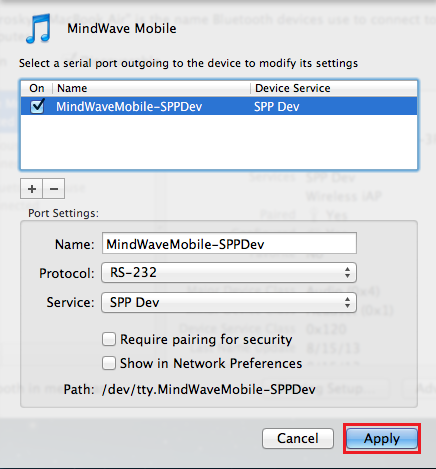 MindWave Mobile
Select a serial port outgoing to the device to modify its settings
On Name Device Service
MindWaveMobile-SPPDev SPP Dev
+ −
Port Settings:
Name: MindWaveMobile-SPPDev
Protocol: RS-232
Service: SPP Dev
Require pairing for security
Show in Network Preferences
Path: /dev/tty.MindWaveMobile-SPPDev
Cancel Apply